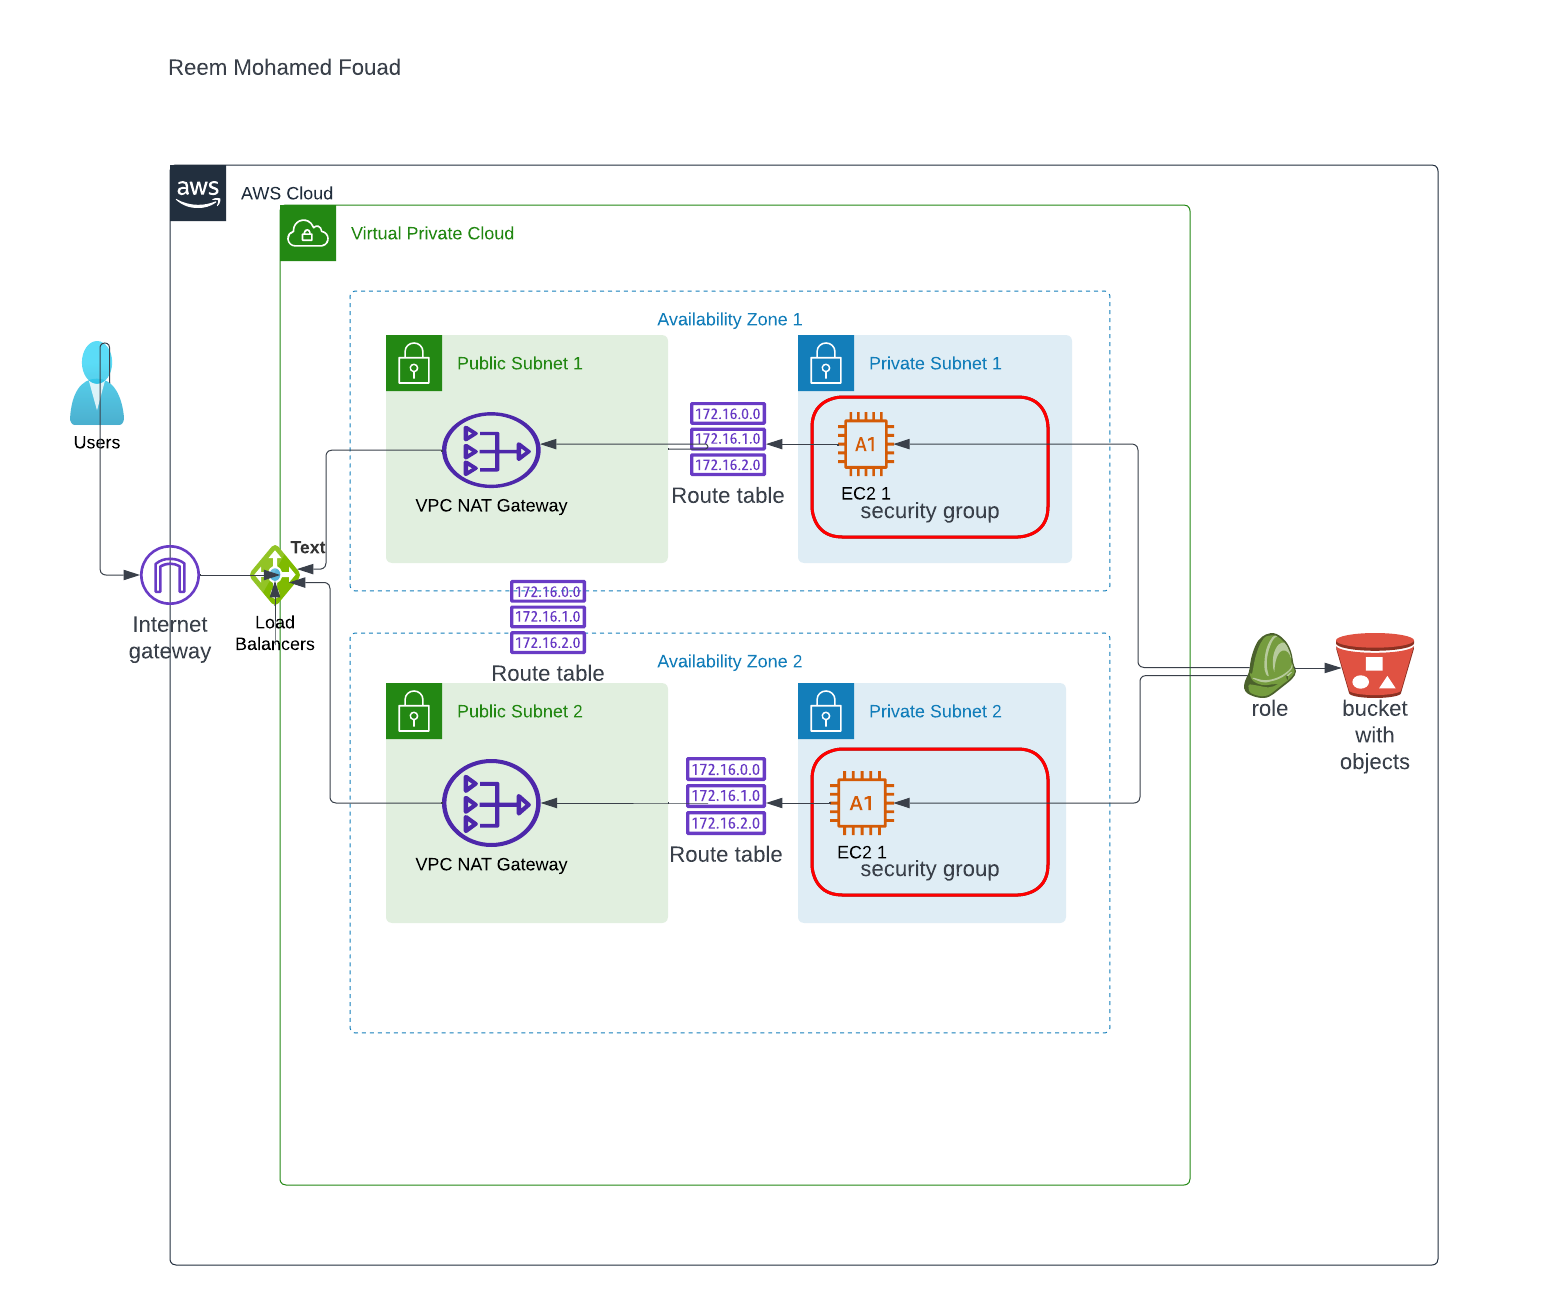 Reem Mohamed Fouad
aws
AWS Cloud
Virtual Private Cloud
Availability Zone 1
Public Subnet 1
Private Subnet 1
172.16.0.0
172.16.1.0
172.16.2.0
Route table
A1
EC2 1
security group
VPC NAT Gateway
Users
Text
Internet
gateway
Load
Balancers
172.16.0.0
172.16.1.0
172.16.2.0
Route table
Availability Zone 2
Public Subnet 2
Private Subnet 2
172.16.0.0
172.16.1.0
172.16.2.0
Route table
A1
EC2 1
security group
VPC NAT Gateway
role
bucket
with
objects